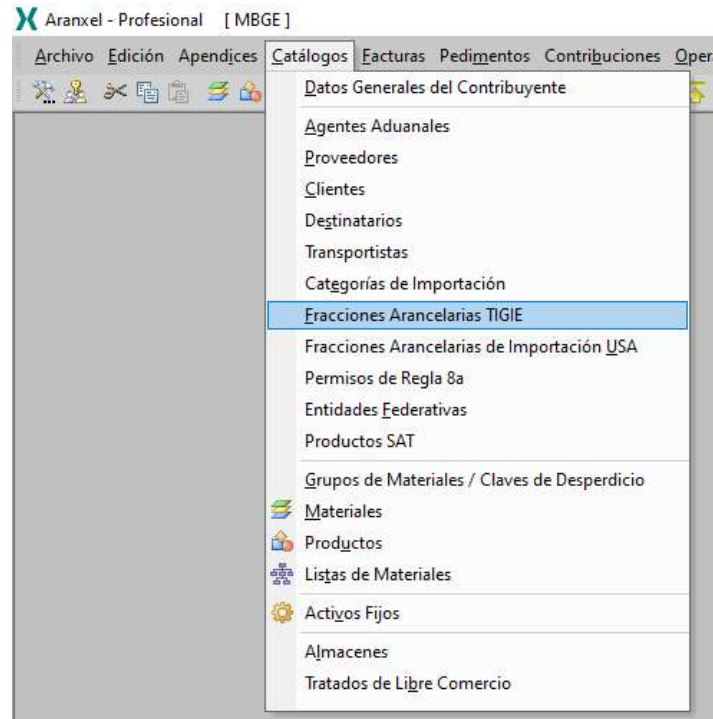 Aranxel - Profesional [ MBGE ]
Archivo Edición Apendices Catálogos Facturas Pedimentos Contribuciones Oper
Datos Generales del Contribuyente
Agentes Aduanales
Proveedores
Clientes
Destinatarios
Transportistas
Categorías de Importación
Fracciones Arancelarias TIGIE
Fracciones Arancelarias de Importación USA
Permisos de Regla 8a
Entidades Federativas
Productos SAT
Grupos de Materiales / Claves de Desperdicio
Materiales
Productos
Listas de Materiales
Activos Fijos
Almacenes
Tratados de Libre Comercio